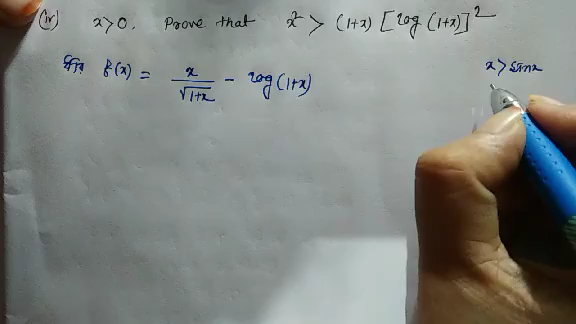 (iv) x>0. Prove that x² > (1+x) [log (1+x)]²
f(x) = x/√(1+x) - log(1+x)
x > sinx